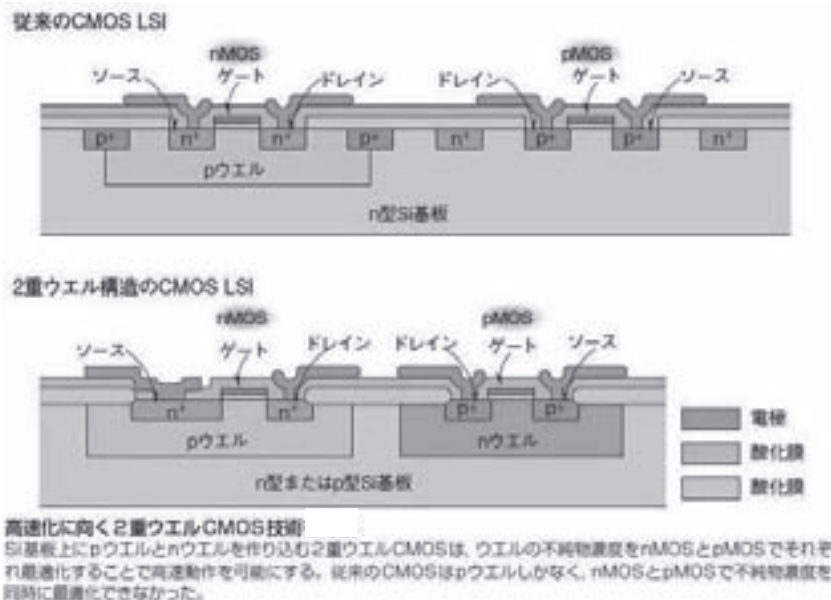 従来のCMOS LSI
nMOS
pMOS
ソース
ゲート
ドレイン
ドレイン
ゲート
ソース
p+
n+
n+
p+
n+
p+
p+
n+
pウエル
n型Si基板
2重ウエル構造のCMOS LSI
nMOS
pMOS
ソース
ゲート
ドレイン
ドレイン
ゲート
ソース
n+
n+
p+
p+
pウエル
nウエル
n型またはp型Si基板
電極
酸化膜
酸化膜
高速化に向く2重ウエルCMOS技術
Si基板上にpウエルとnウエルを作り込む2重ウエルCMOSは、ウエルの不純物濃度をnMOSとpMOSでそれぞ
れ最適化することで高速動作を可能にする。従来のCMOSはpウエルしかなく、nMOSとpMOSで不純物濃度を
同時に最適化できなかった。